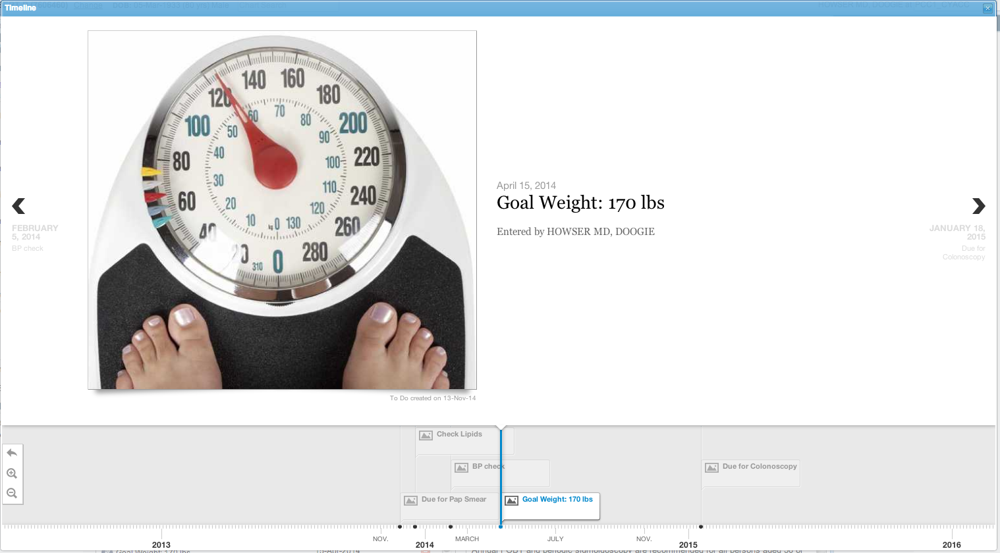 Timeline
140 160
120 180
70
60 80
100 50 200
90
40
80 100 220
30 110
60 240
20 120
10 kg 0 130
40 260
20 280
310 0
April 15, 2014
Goal Weight: 170 lbs
Entered by HOWSER MD, DOOGIE
FEBRUARY
5, 2014
BP check
JANUARY 18,
2015
Due for
Colonoscopy
To Do created on 13-Nov-14
Check Lipids
BP check
Due for Colonoscopy
Due for Pap Smear
Goal Weight: 170 lbs
NOV. MARCH JULY NOV.
2013 2014 2015 2016